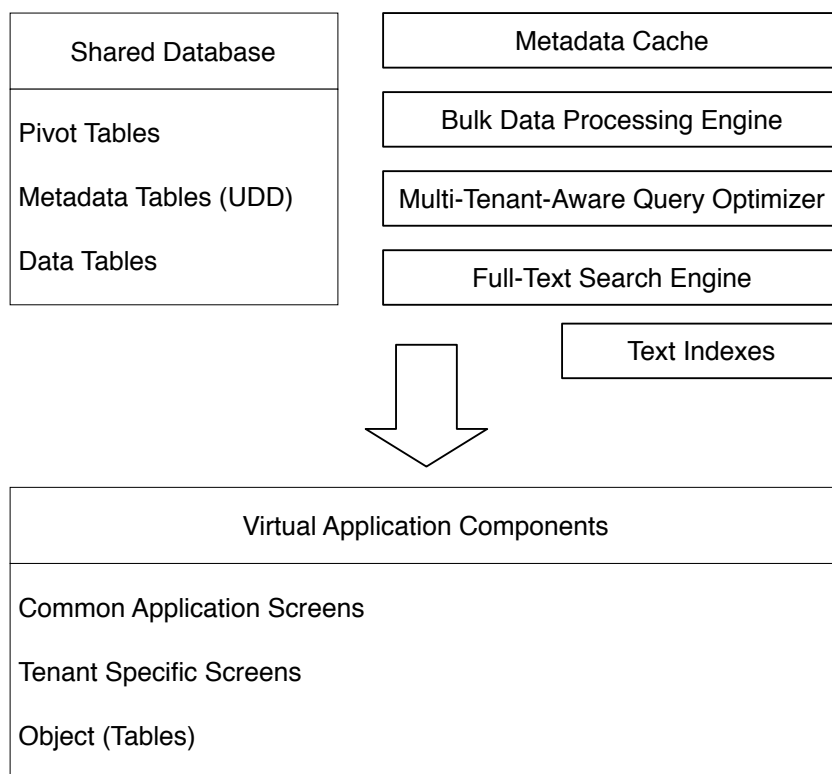 Shared Database
Pivot Tables
Metadata Tables (UDD)
Data Tables
Metadata Cache
Bulk Data Processing Engine
Multi-Tenant-Aware Query Optimizer
Full-Text Search Engine
Text Indexes
Virtual Application Components
Common Application Screens
Tenant Specific Screens
Object (Tables)